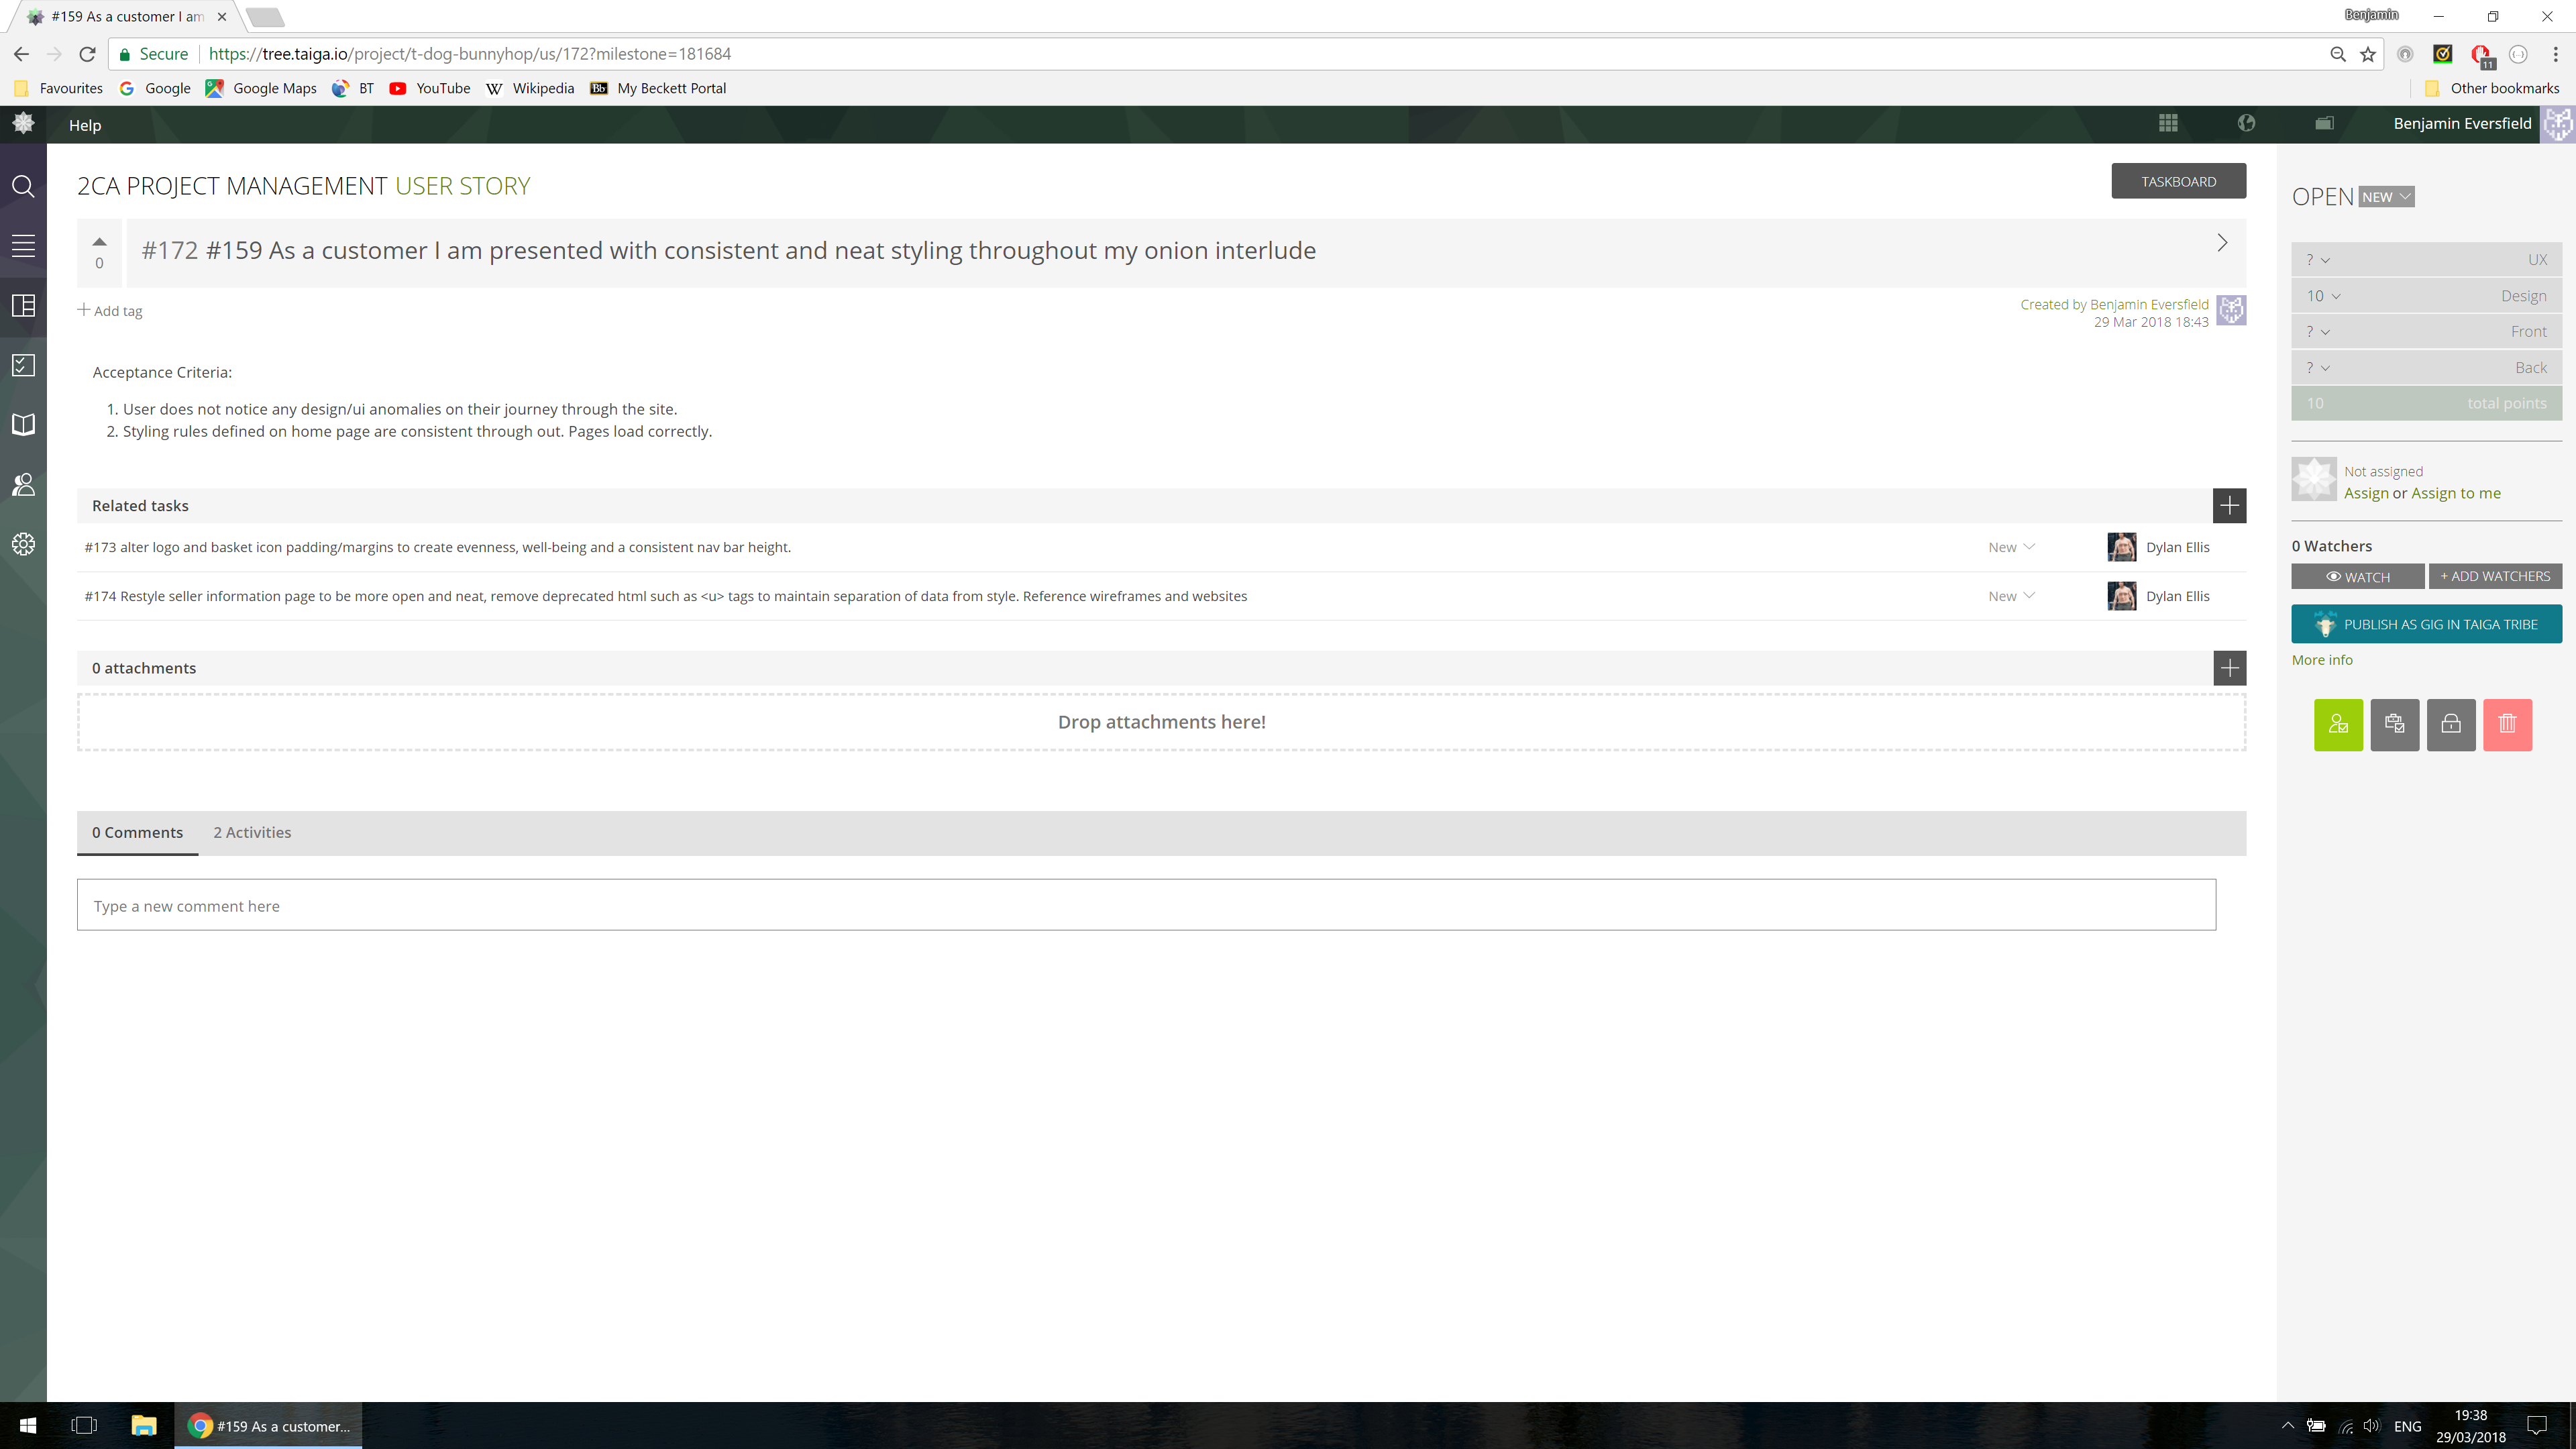 #159 As a customer I am
Benjamin
Secure https://tree.taiga.io/project/t-dog-bunnyhop/us/172?milestone=181684
11
Favourites Google Google Maps BT YouTube Wikipedia Bb My Beckett Portal Other bookmarks
Help Benjamin Eversfield
2CA PROJECT MANAGEMENT USER STORY
TASKBOARD
OPEN NEW
0
#172 #159 As a customer I am presented with consistent and neat styling throughout my onion interlude
+ Add tag
Created by Benjamin Eversfield
29 Mar 2018 18:43
? UX
10 Design
? Front
? Back
10 total points
Acceptance Criteria:
1. User does not notice any design/ui anomalies on their journey through the site.
2. Styling rules defined on home page are consistent through out. Pages load correctly.
Not assigned
Assign or Assign to me
Related tasks
#173 alter logo and basket icon padding/margins to create evenness, well-being and a consistent nav bar height. New Dylan Ellis
#174 Restyle seller information page to be more open and neat, remove deprecated html such as <u> tags to maintain separation of data from style. Reference wireframes and websites New Dylan Ellis
0 Watchers
WATCH + ADD WATCHERS
PUBLISH AS GIG IN TAIGA TRIBE
More info
0 attachments
Drop attachments here!
0 Comments 2 Activities
Type a new comment here
#159 As a customer...
ENG
19:38
29/03/2018